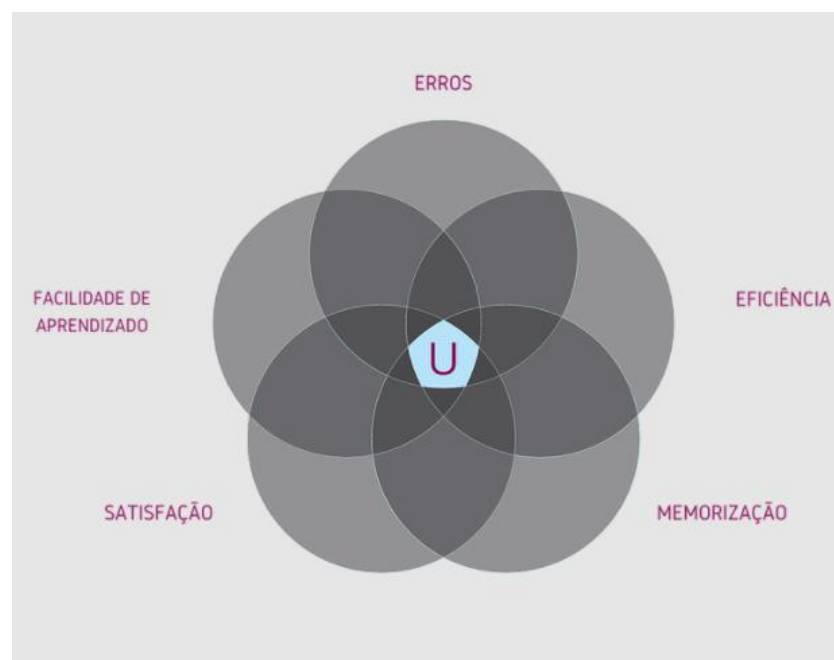 ERROS
FACILIDADE DE
APRENDIZADO
EFICIÊNCIA
U
SATISFAÇÃO
MEMORIZAÇÃO